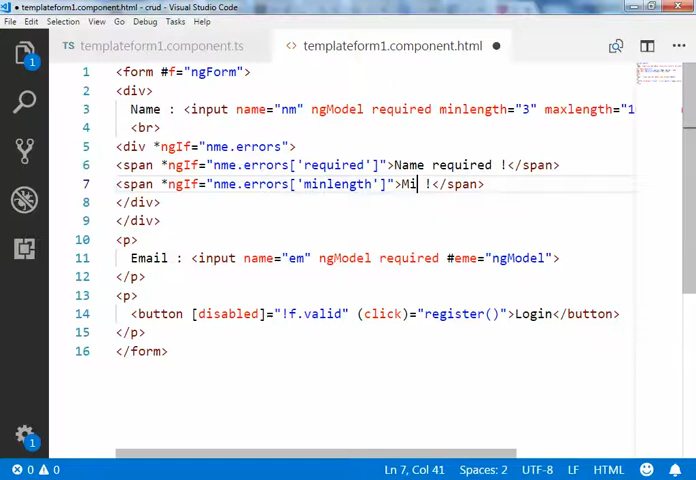 templateform1.component.html - crud - Visual Studio Code
File Edit Selection View Go Debug Tasks Help
TS templateform1.component.ts <> templateform1.component.html
1 <form #f="ngForm">
2 <div>
3 Name : <input name="nm" ngModel required minlength="3" maxlength="1
4 <br>
5 <div *ngIf="nme.errors">
6 <span *ngIf="nme.errors['required']">Name required !</span>
7 <span *ngIf="nme.errors['minlength']">Mi !</span>
8 </div>
9 </div>
10 <p>
11 Email : <input name="em" ngModel required #eme="ngModel">
12 </p>
13 <p>
14 <button [disabled]="!f.valid" (click)="register()">Login</button>
15 </p>
16 </form>
1
1
0 0 Ln 7, Col 41 Spaces: 2 UTF-8 LF HTML